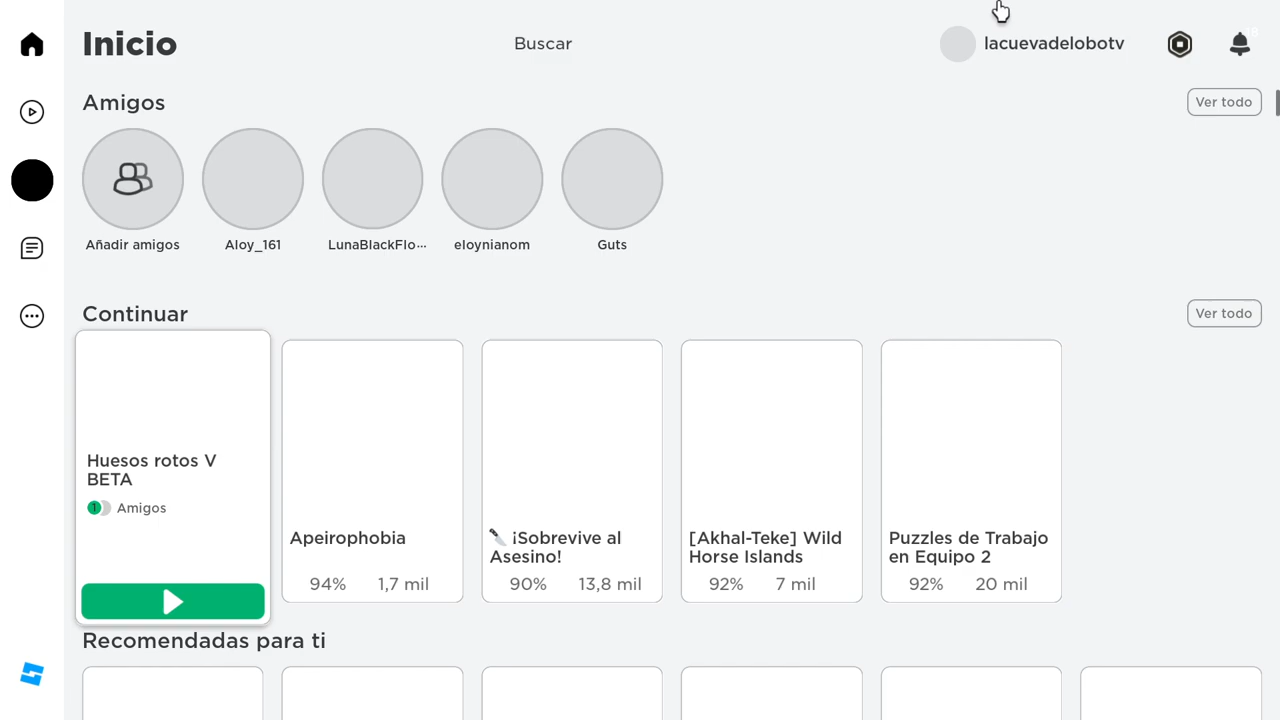 Inicio
Buscar
lacuevadelobotv
Amigos
Ver todo
Añadir amigos
Aloy_161
LunaBlackFlo...
eloynianom
Guts
Continuar
Ver todo
Huesos rotos V
BETA
1 Amigos
Apeirophobia
94% 1,7 mil
🔪 ¡Sobrevive al
Asesino!
90% 13,8 mil
[Akhal-Teke] Wild
Horse Islands
92% 7 mil
Puzzles de Trabajo
en Equipo 2
92% 20 mil
Recomendadas para ti